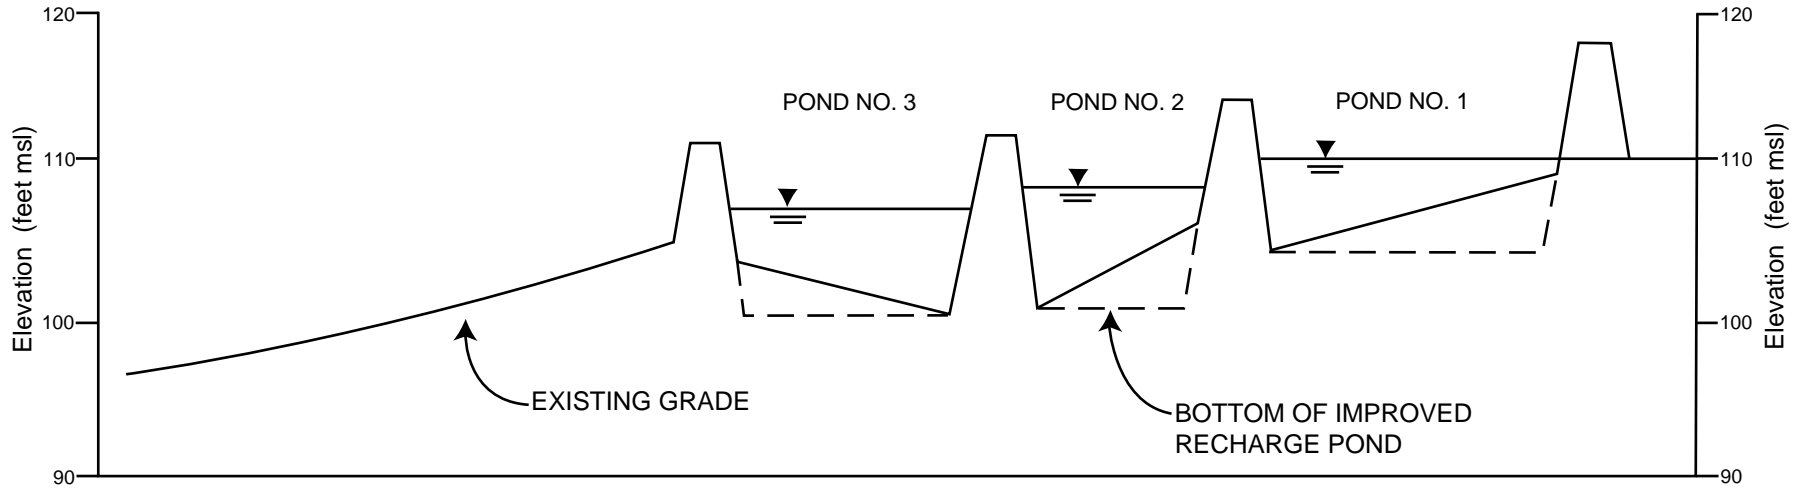 120
120
POND NO. 3
POND NO. 2
POND NO. 1
110
110
Elevation (feet msl)
Elevation (feet msl)
100
100
EXISTING GRADE
BOTTOM OF IMPROVED
RECHARGE POND
90
90